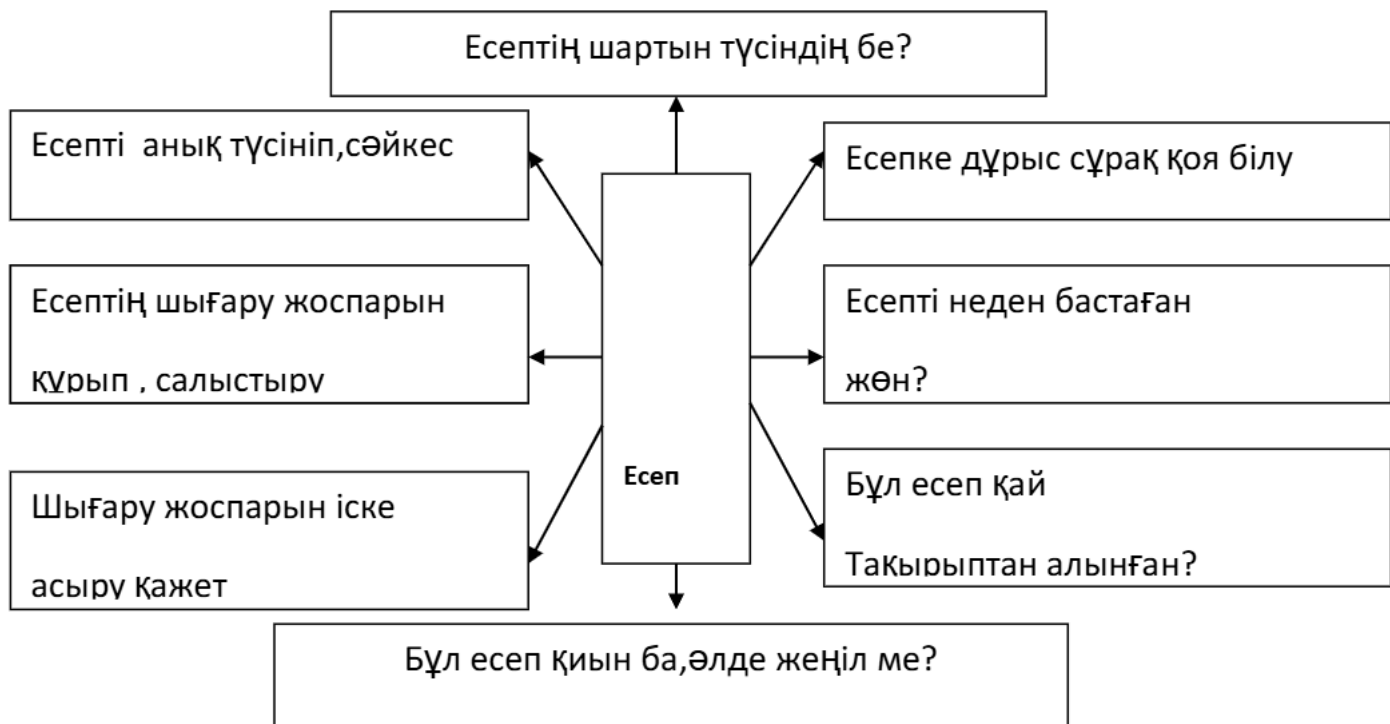 Есептің шартын түсіндің бе?
Есепті анық түсініп,сәйкес
Есепке дұрыс сұрақ қоя білу
Есептің шығару жоспарын
құрып , салыстыру
Есепті неден бастаған
жөн?
Есеп
Шығару жоспарын іске
асыру қажет
Бұл есеп қай
Тақырыптан алынған?
Бұл есеп қиын ба,әлде жеңіл ме?